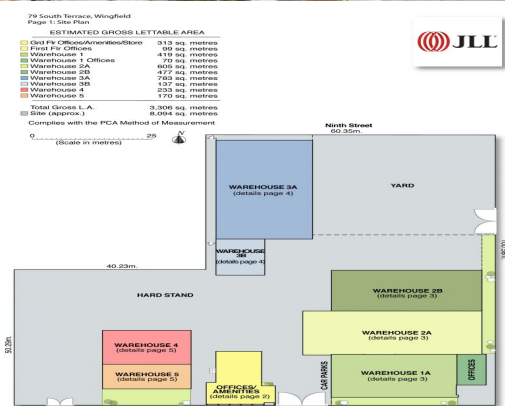 79 South Terrace, Wingfield
Page 1: Site Plan
ESTIMATED GROSS LETTABLE AREA
Grd Flr Offices/Amenities/Store 313 sq. metres
First Flr Offices 99 sq. metres
Warehouse 1 419 sq. metres
Warehouse 1 Offices 70 sq. metres
Warehouse 2A 605 sq. metres
Warehouse 2B 477 sq. metres
Warehouse 3A 783 sq. metres
Warehouse 3B 137 sq. metres
Warehouse 4 233 sq. metres
Warehouse 5 170 sq. metres
Total Gross L.A. 3,306 sq. metres
Site (approx.) 8,094 sq. metres
Complies with the PCA Method of Measurement
0 25
(Scale in metres)
N
JLL
Ninth Street
60.35m.
WAREHOUSE 3A
(details page 4)
YARD
WAREHOUSE
3B
(details page 4)
40.23m.
HARD STAND
50.29m.
WAREHOUSE 2B
(details page 3)
WAREHOUSE 2A
(details page 3)
WAREHOUSE 4
(details page 5)
WAREHOUSE 5
(details page 5)
OFFICES/
AMENITIES
(details page 2)
CAR PARKS
WAREHOUSE 1A
(details page 3)
OFFICES